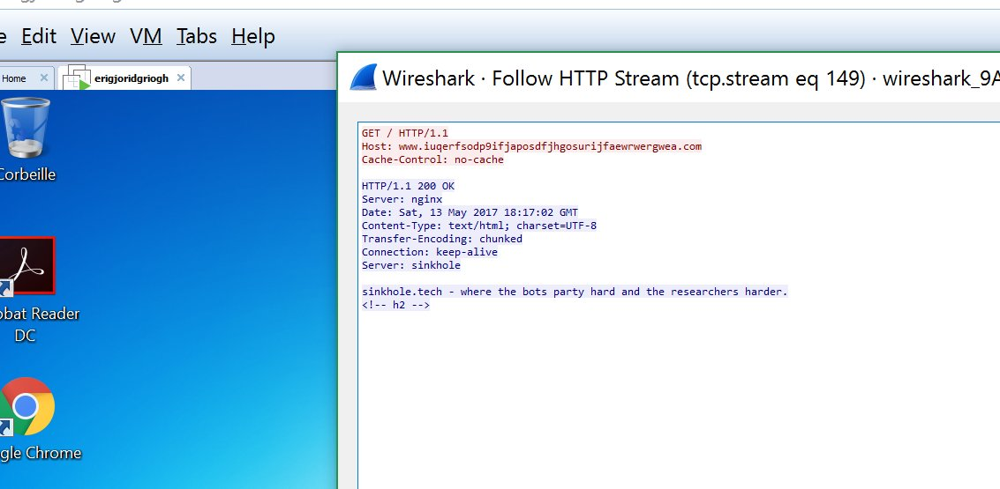 Edit View VM Tabs Help
Home × erigjoridgriogh ×
Wireshark · Follow HTTP Stream (tcp.stream eq 149) · wireshark_9A
GET / HTTP/1.1
Host: www.iuqerfsodp9ifjaposdfjhgosurijfaewrwergwea.com
Cache-Control: no-cache
HTTP/1.1 200 OK
Server: nginx
Date: Sat, 13 May 2017 18:17:02 GMT
Content-Type: text/html; charset=UTF-8
Transfer-Encoding: chunked
Connection: keep-alive
Server: sinkhole
sinkhole.tech - where the bots party hard and the researchers harder.
<!-- h2 -->
Corbeille
obat Reader
DC
gle Chrome